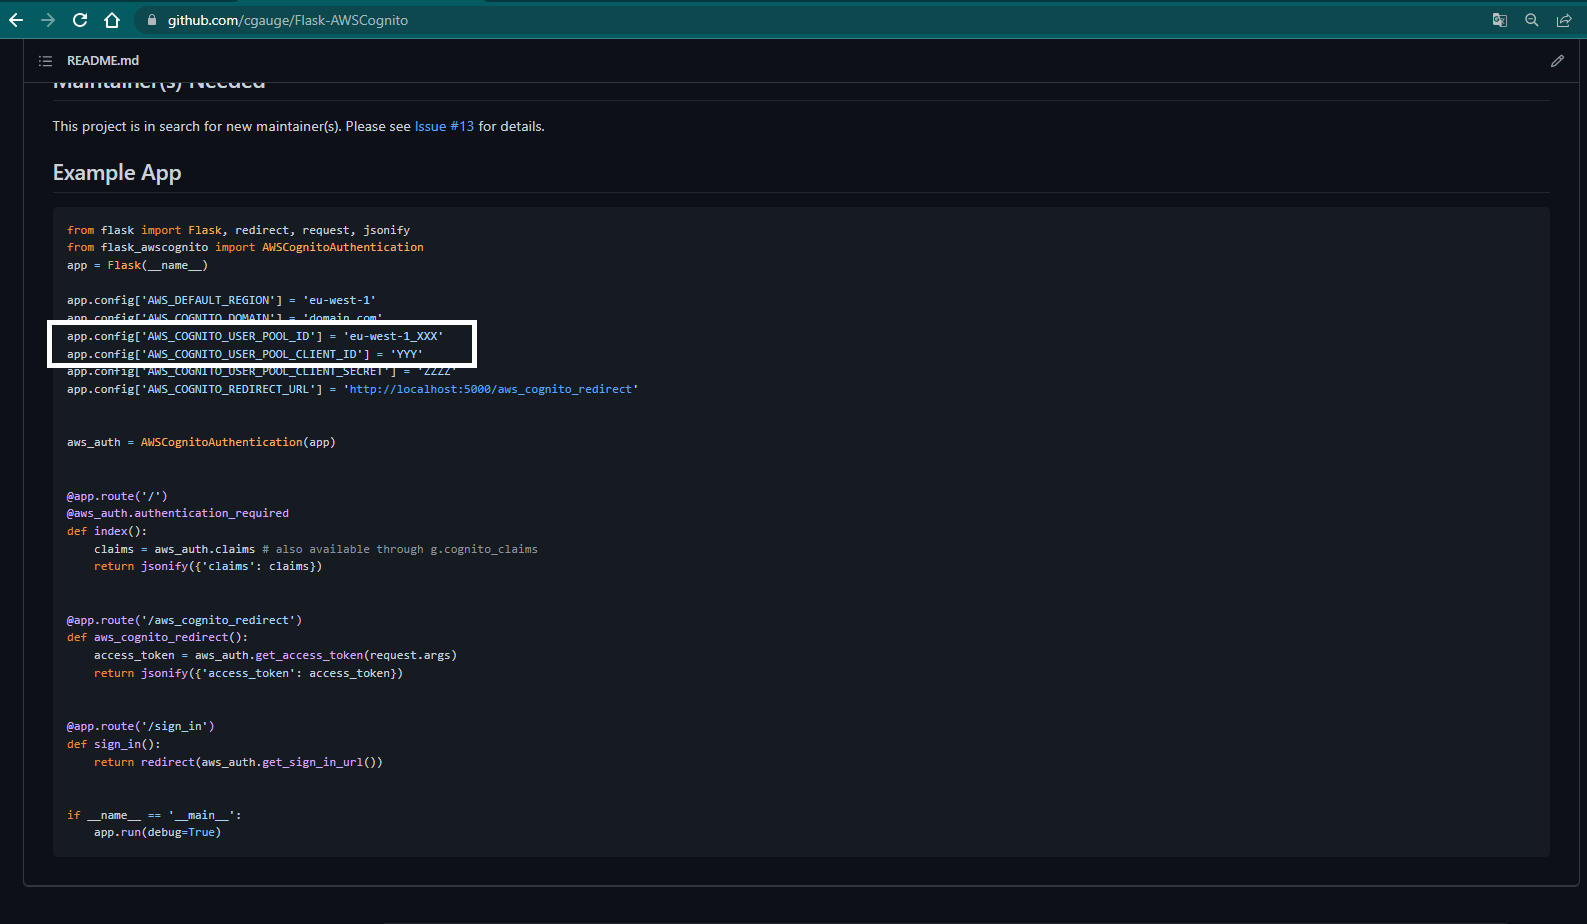 github.com/cgauge/Flask-AWSCognito
README.md
Maintainer(s) Needed
This project is in search for new maintainer(s). Please see Issue #13 for details.
Example App
from flask import Flask, redirect, request, jsonify
from flask_awscognito import AWSCognitoAuthentication
app = Flask(__name__)
app.config['AWS_DEFAULT_REGION'] = 'eu-west-1'
app.config['AWS_COGNITO_DOMAIN'] = 'domain.com'
app.config['AWS_COGNITO_USER_POOL_ID'] = 'eu-west-1_XXX'
app.config['AWS_COGNITO_USER_POOL_CLIENT_ID'] = 'YYY'
app.config['AWS_COGNITO_USER_POOL_CLIENT_SECRET'] = 'ZZZZ'
app.config['AWS_COGNITO_REDIRECT_URL'] = 'http://localhost:5000/aws_cognito_redirect'
aws_auth = AWSCognitoAuthentication(app)
@app.route('/')
@aws_auth.authentication_required
def index():
    claims = aws_auth.claims # also available through g.cognito_claims
    return jsonify({'claims': claims})
@app.route('/aws_cognito_redirect')
def aws_cognito_redirect():
    access_token = aws_auth.get_access_token(request.args)
    return jsonify({'access_token': access_token})
@app.route('/sign_in')
def sign_in():
    return redirect(aws_auth.get_sign_in_url())
if __name__ == '__main__':
    app.run(debug=True)